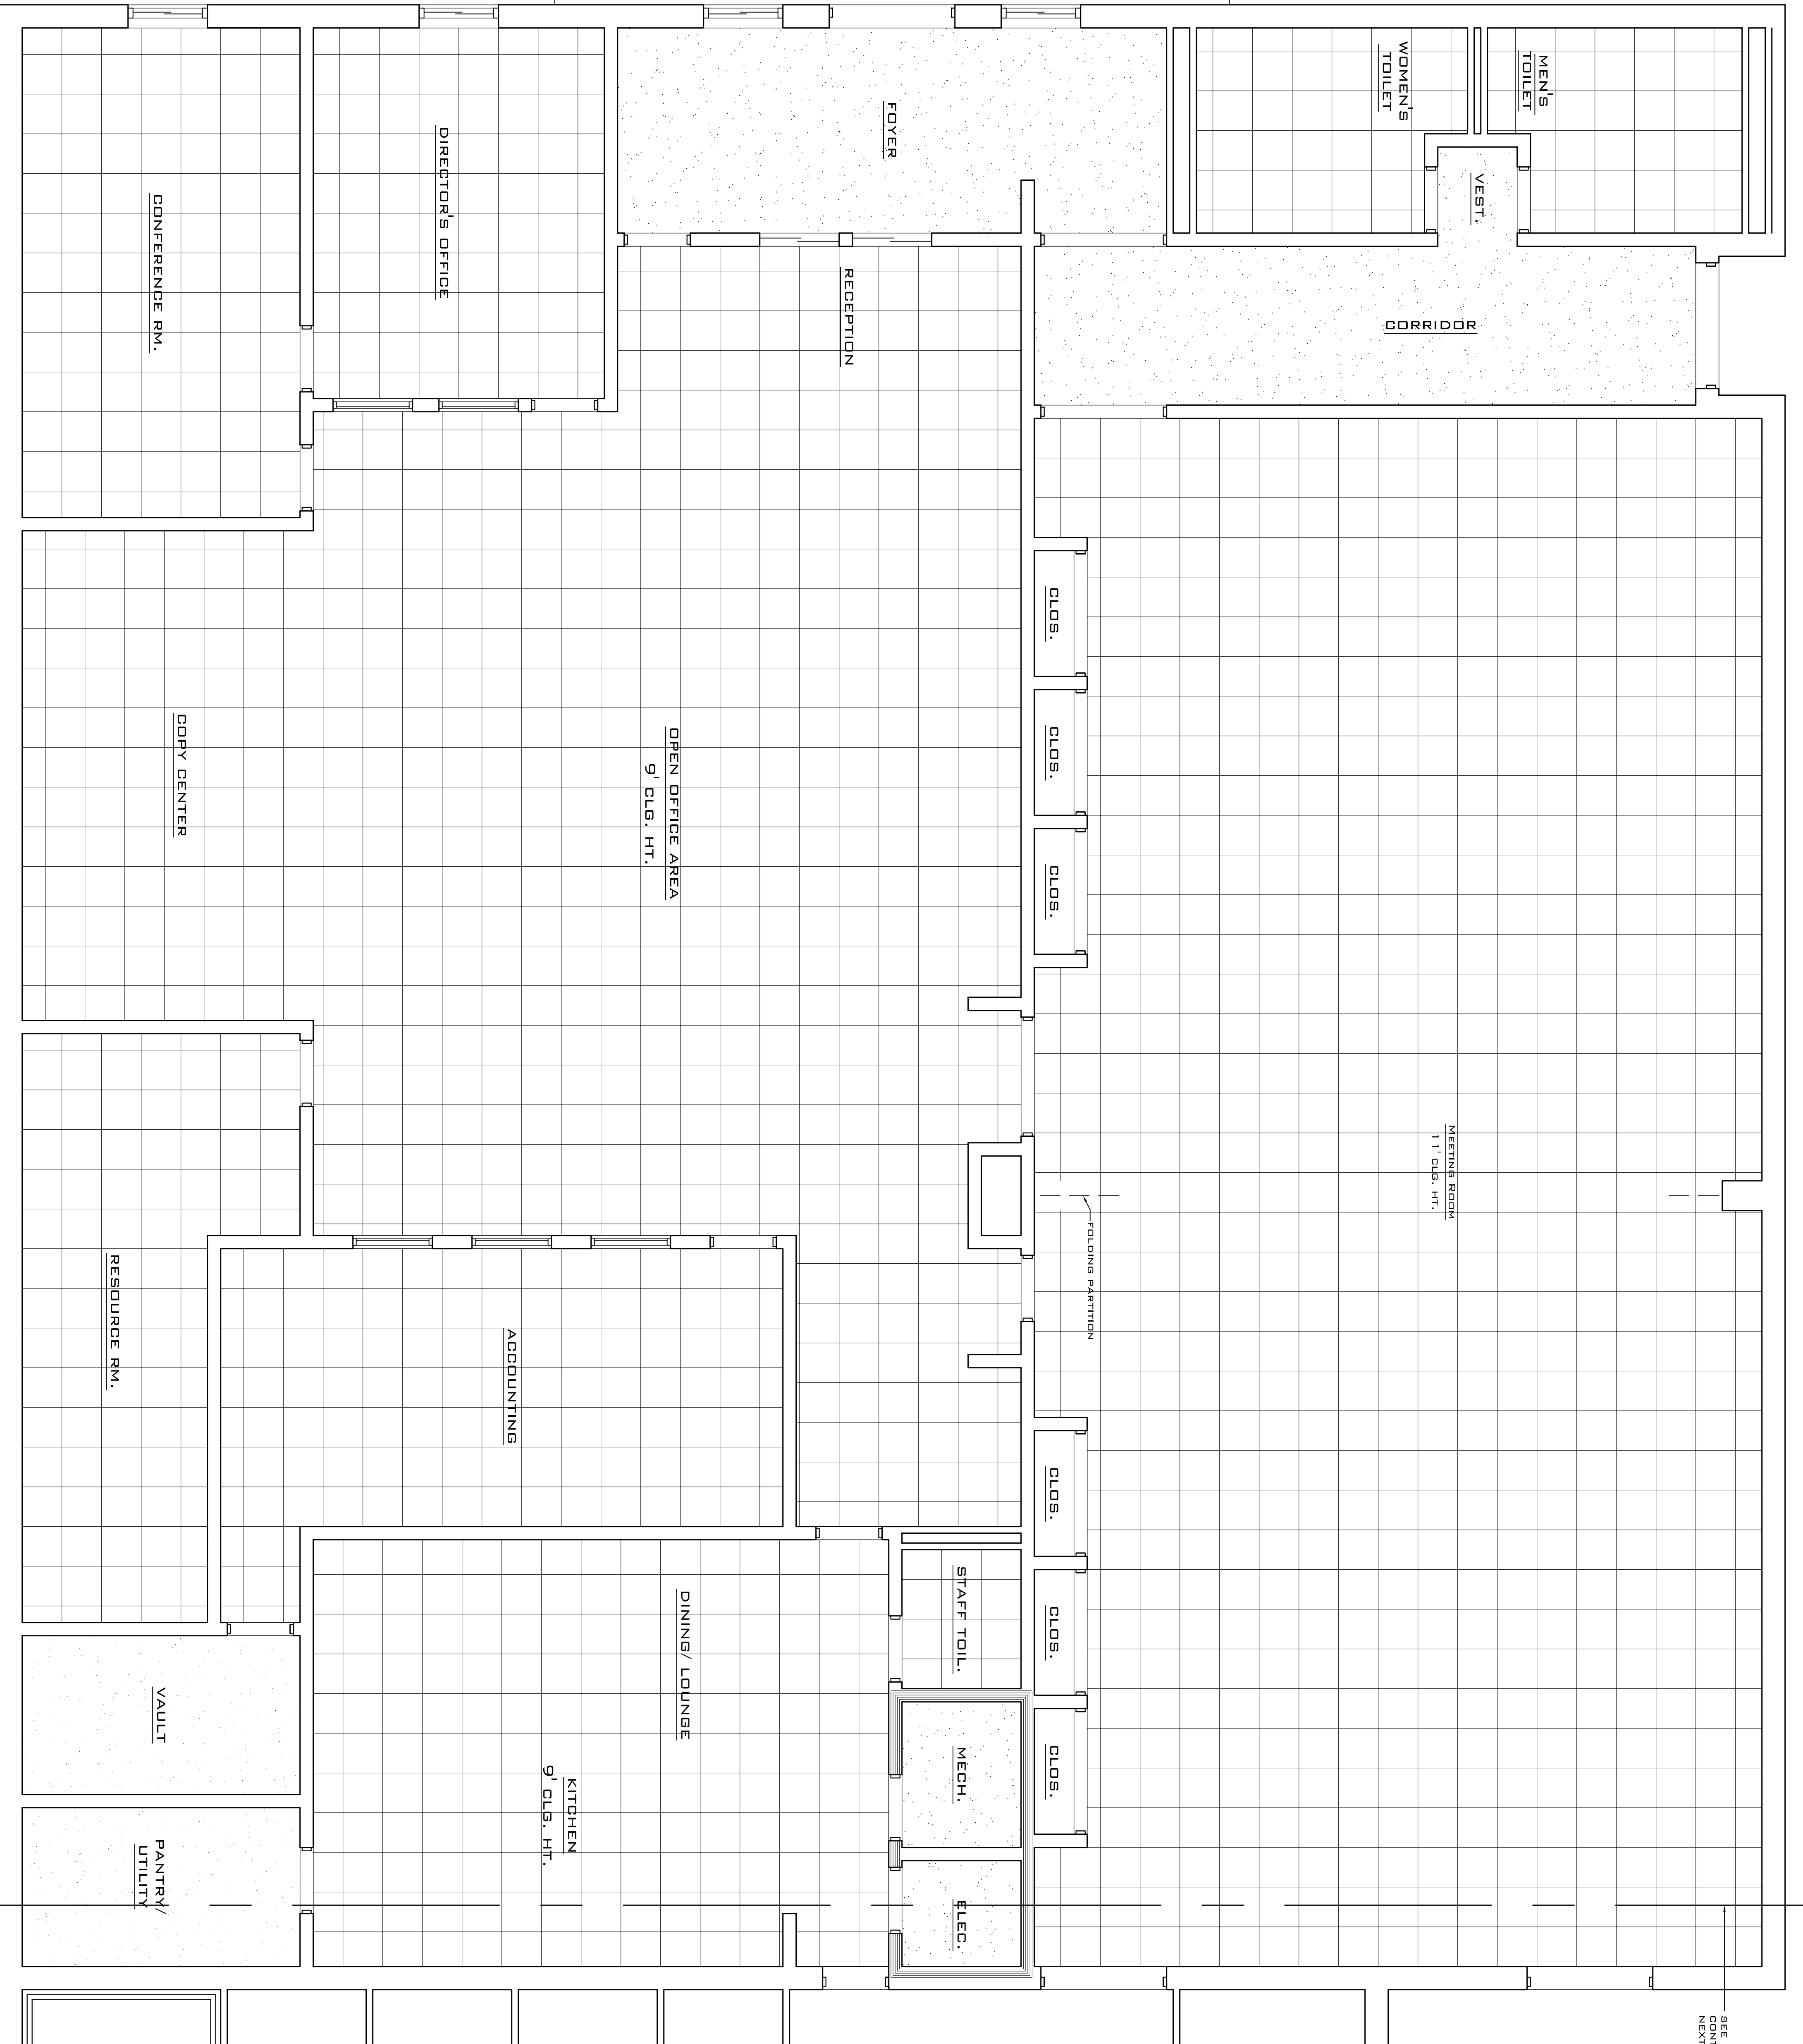 MEN'S
TOILET
WOMEN'S
TOILET
VEST.
FOYER
DIRECTOR'S OFFICE
CONFERENCE RM.
RECEPTION
CORRIDOR
CLOS.
CLOS.
CLOS.
OPEN OFFICE AREA
9' CLG. HT.
COPY CENTER
MEETING ROOM
11' CLG. HT.
FOLDING PARTITION
RESOURCE RM.
ACCOUNTING
CLOS.
CLOS.
CLOS.
STAFF TOIL.
DINING/ LOUNGE
MECH.
KITCHEN
9' CLG. HT.
VAULT
PANTRY/
UTILITY
ELEC.
SEE
CONT
NEXT